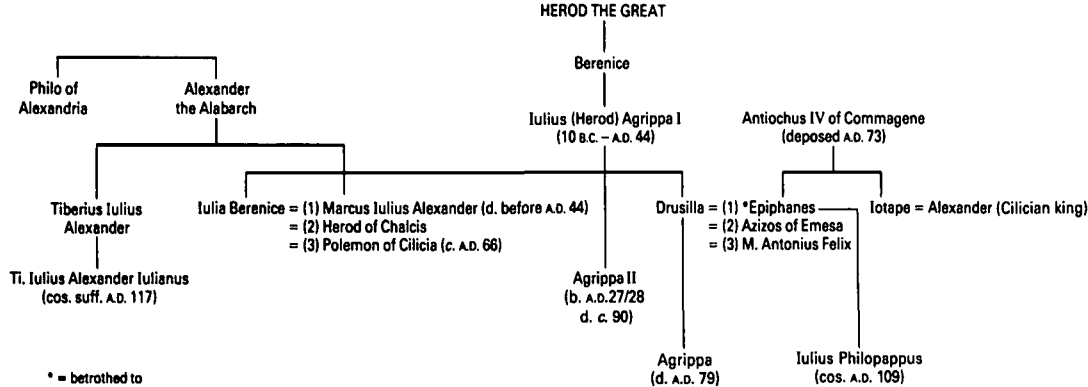 HEROD THE GREAT
Berenice
Philo of
Alexandria
Alexander
the Alabarch
Iulius (Herod) Agrippa I
(10 B.C. – A.D. 44)
Antiochus IV of Commagene
(deposed A.D. 73)
Tiberius Iulius
Alexander
Iulia Berenice = (1) Marcus Iulius Alexander (d. before A.D. 44)
= (2) Herod of Chalcis
= (3) Polemon of Cilicia (c. A.D. 66)
Drusilla = (1) *Epiphanes
= (2) Azizos of Emesa
= (3) M. Antonius Felix
Iotape = Alexander (Cilician king)
Ti. Iulius Alexander Iulianus
(cos. suff. A.D. 117)
Agrippa II
(b. A.D.27/28
d. c. 90)
Agrippa
(d. A.D. 79)
Iulius Philopappus
(cos. A.D. 109)
* = betrothed to